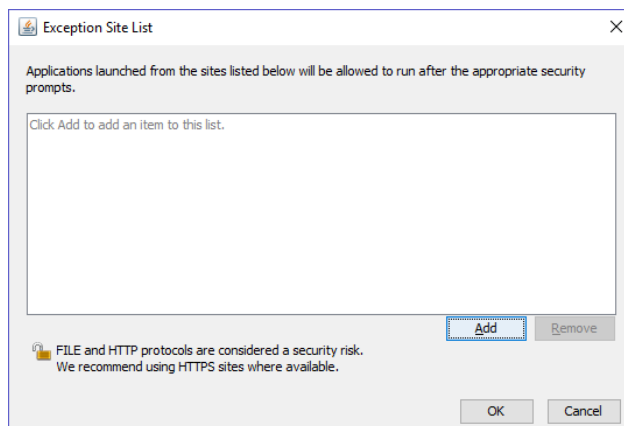 Exception Site List
Applications launched from the sites listed below will be allowed to run after the appropriate security
prompts.
Click Add to add an item to this list.
Add
Remove
FILE and HTTP protocols are considered a security risk.
We recommend using HTTPS sites where available.
OK
Cancel